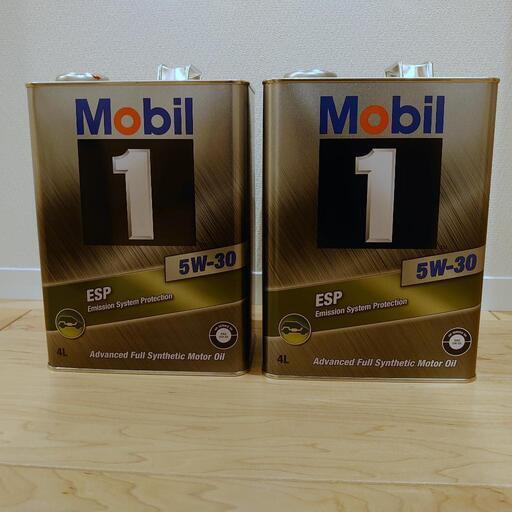 Mobil
1
5W-30
ESP
Emission System Protection
4L
Advanced Full Synthetic Motor Oil
Mobil
1
5W-30
ESP
Emission System Protection
4L
Advanced Full Synthetic Motor Oil